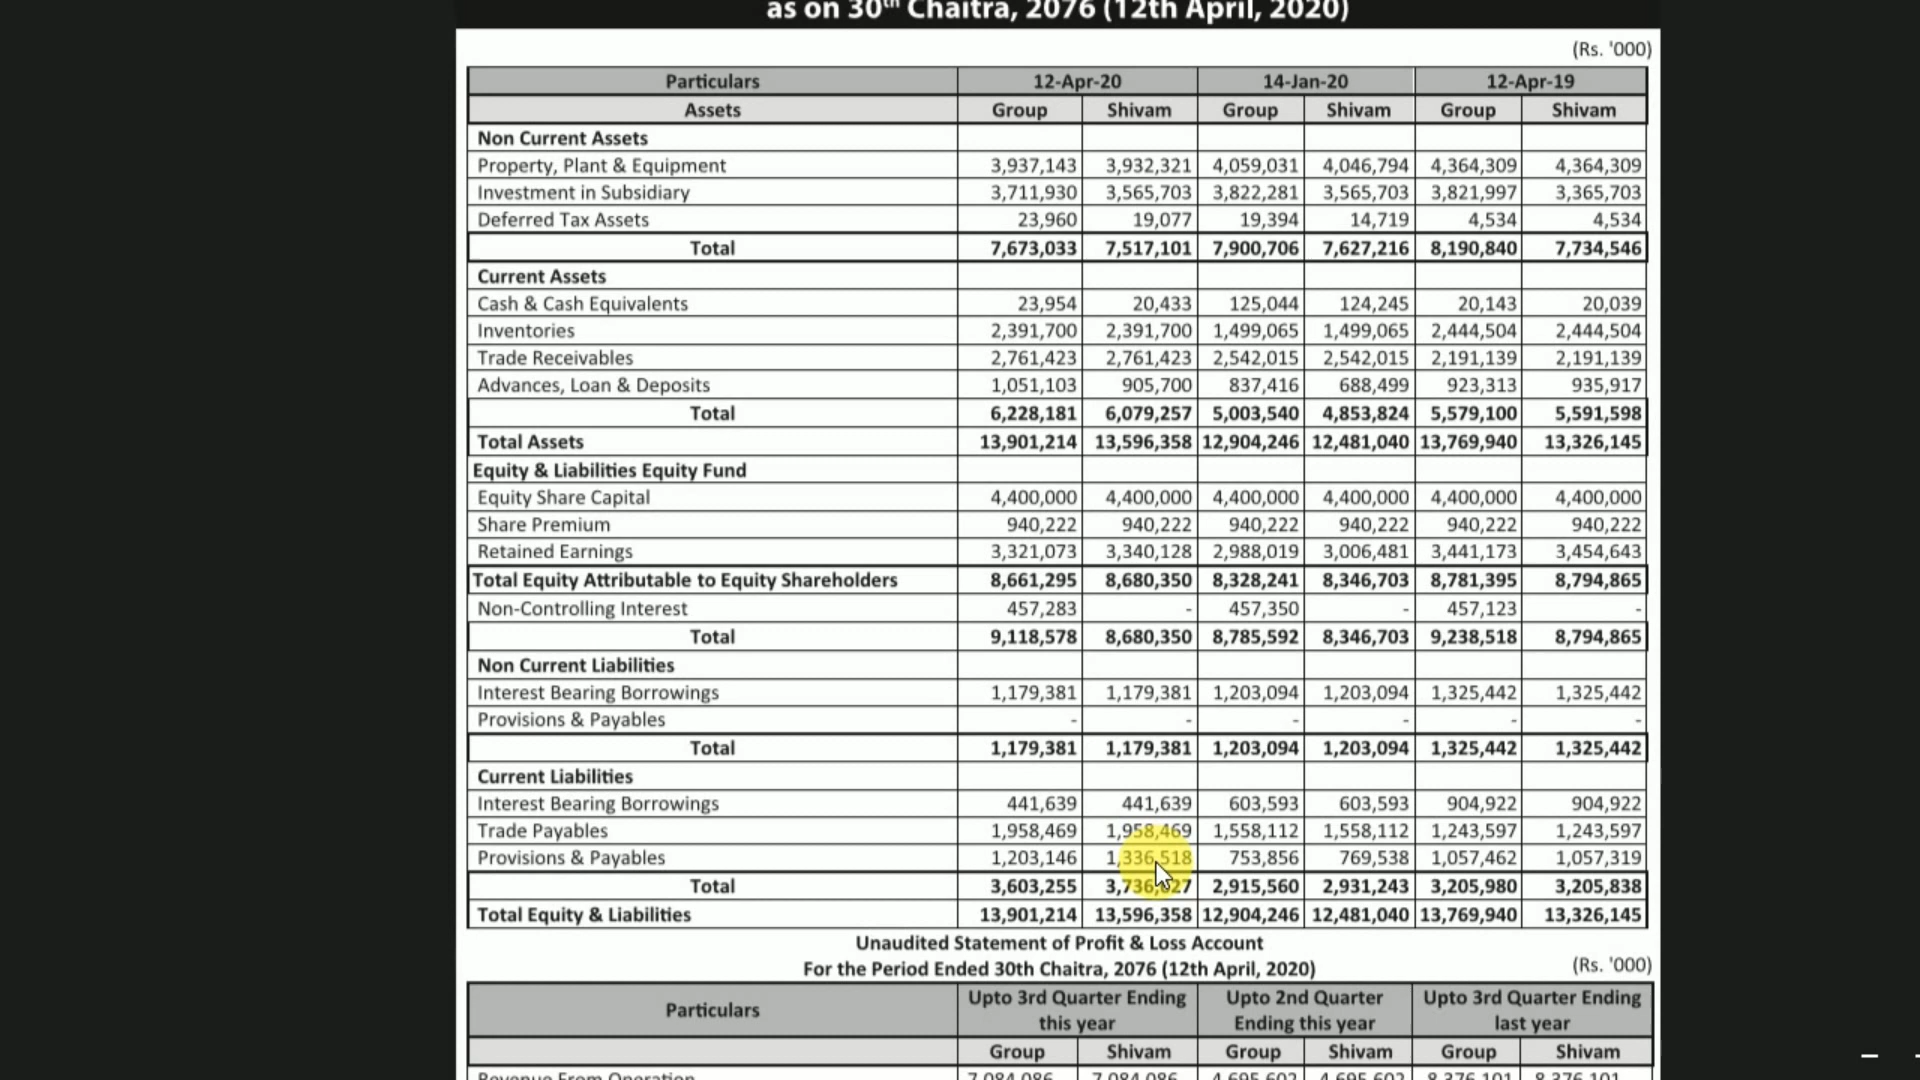 as on 30th Chaitra, 2076 (12th April, 2020)
(Rs. '000)
Particulars 12-Apr-20 14-Jan-20 12-Apr-19
Assets Group Shivam Group Shivam Group Shivam
Non Current Assets
Property, Plant & Equipment 3,937,143 3,932,321 4,059,031 4,046,794 4,364,309 4,364,309
Investment in Subsidiary 3,711,930 3,565,703 3,822,281 3,565,703 3,821,997 3,365,703
Deferred Tax Assets 23,960 19,077 19,394 14,719 4,534 4,534
Total 7,673,033 7,517,101 7,900,706 7,627,216 8,190,840 7,734,546
Current Assets
Cash & Cash Equivalents 23,954 20,433 125,044 124,245 20,143 20,039
Inventories 2,391,700 2,391,700 1,499,065 1,499,065 2,444,504 2,444,504
Trade Receivables 2,761,423 2,761,423 2,542,015 2,542,015 2,191,139 2,191,139
Advances, Loan & Deposits 1,051,103 905,700 837,416 688,499 923,313 935,917
Total 6,228,181 6,079,257 5,003,540 4,853,824 5,579,100 5,591,598
Total Assets 13,901,214 13,596,358 12,904,246 12,481,040 13,769,940 13,326,145
Equity & Liabilities Equity Fund
Equity Share Capital 4,400,000 4,400,000 4,400,000 4,400,000 4,400,000 4,400,000
Share Premium 940,222 940,222 940,222 940,222 940,222 940,222
Retained Earnings 3,321,073 3,340,128 2,988,019 3,006,481 3,441,173 3,454,643
Total Equity Attributable to Equity Shareholders 8,661,295 8,680,350 8,328,241 8,346,703 8,781,395 8,794,865
Non-Controlling Interest 457,283 - 457,350 - 457,123 -
Total 9,118,578 8,680,350 8,785,592 8,346,703 9,238,518 8,794,865
Non Current Liabilities
Interest Bearing Borrowings 1,179,381 1,179,381 1,203,094 1,203,094 1,325,442 1,325,442
Provisions & Payables - - - - - -
Total 1,179,381 1,179,381 1,203,094 1,203,094 1,325,442 1,325,442
Current Liabilities
Interest Bearing Borrowings 441,639 441,639 603,593 603,593 904,922 904,922
Trade Payables 1,958,469 1,958,469 1,558,112 1,558,112 1,243,597 1,243,597
Provisions & Payables 1,203,146 1,336,518 753,856 769,538 1,057,462 1,057,319
Total 3,603,255 2,915,560 2,931,243 3,205,980 3,205,838
Total Equity & Liabilities 13,901,214 13,596,358 12,904,246 12,481,040 13,769,940 13,326,145
Unaudited Statement of Profit & Loss Account
For the Period Ended 30th Chaitra, 2076 (12th April, 2020) (Rs. '000)
Particulars Upto 3rd Quarter Ending this year Upto 2nd Quarter Ending this year Upto 3rd Quarter Ending last year
Group Shivam Group Shivam Group Shivam
Revenue From Operation 7,084,086 7,084,086 4,695,602 4,695,602 8,376,101 8,376,101